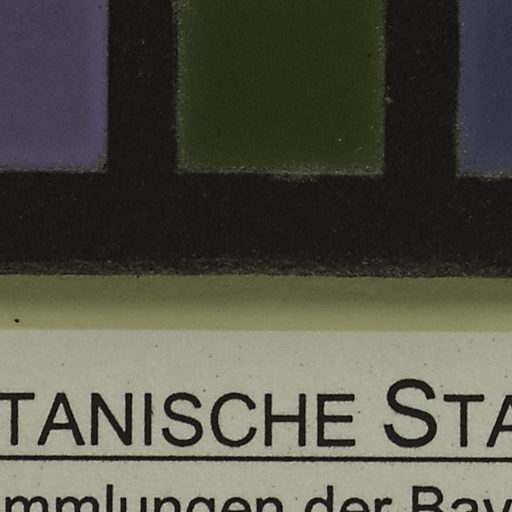 TANISCHE STA
mmlungen der Bay